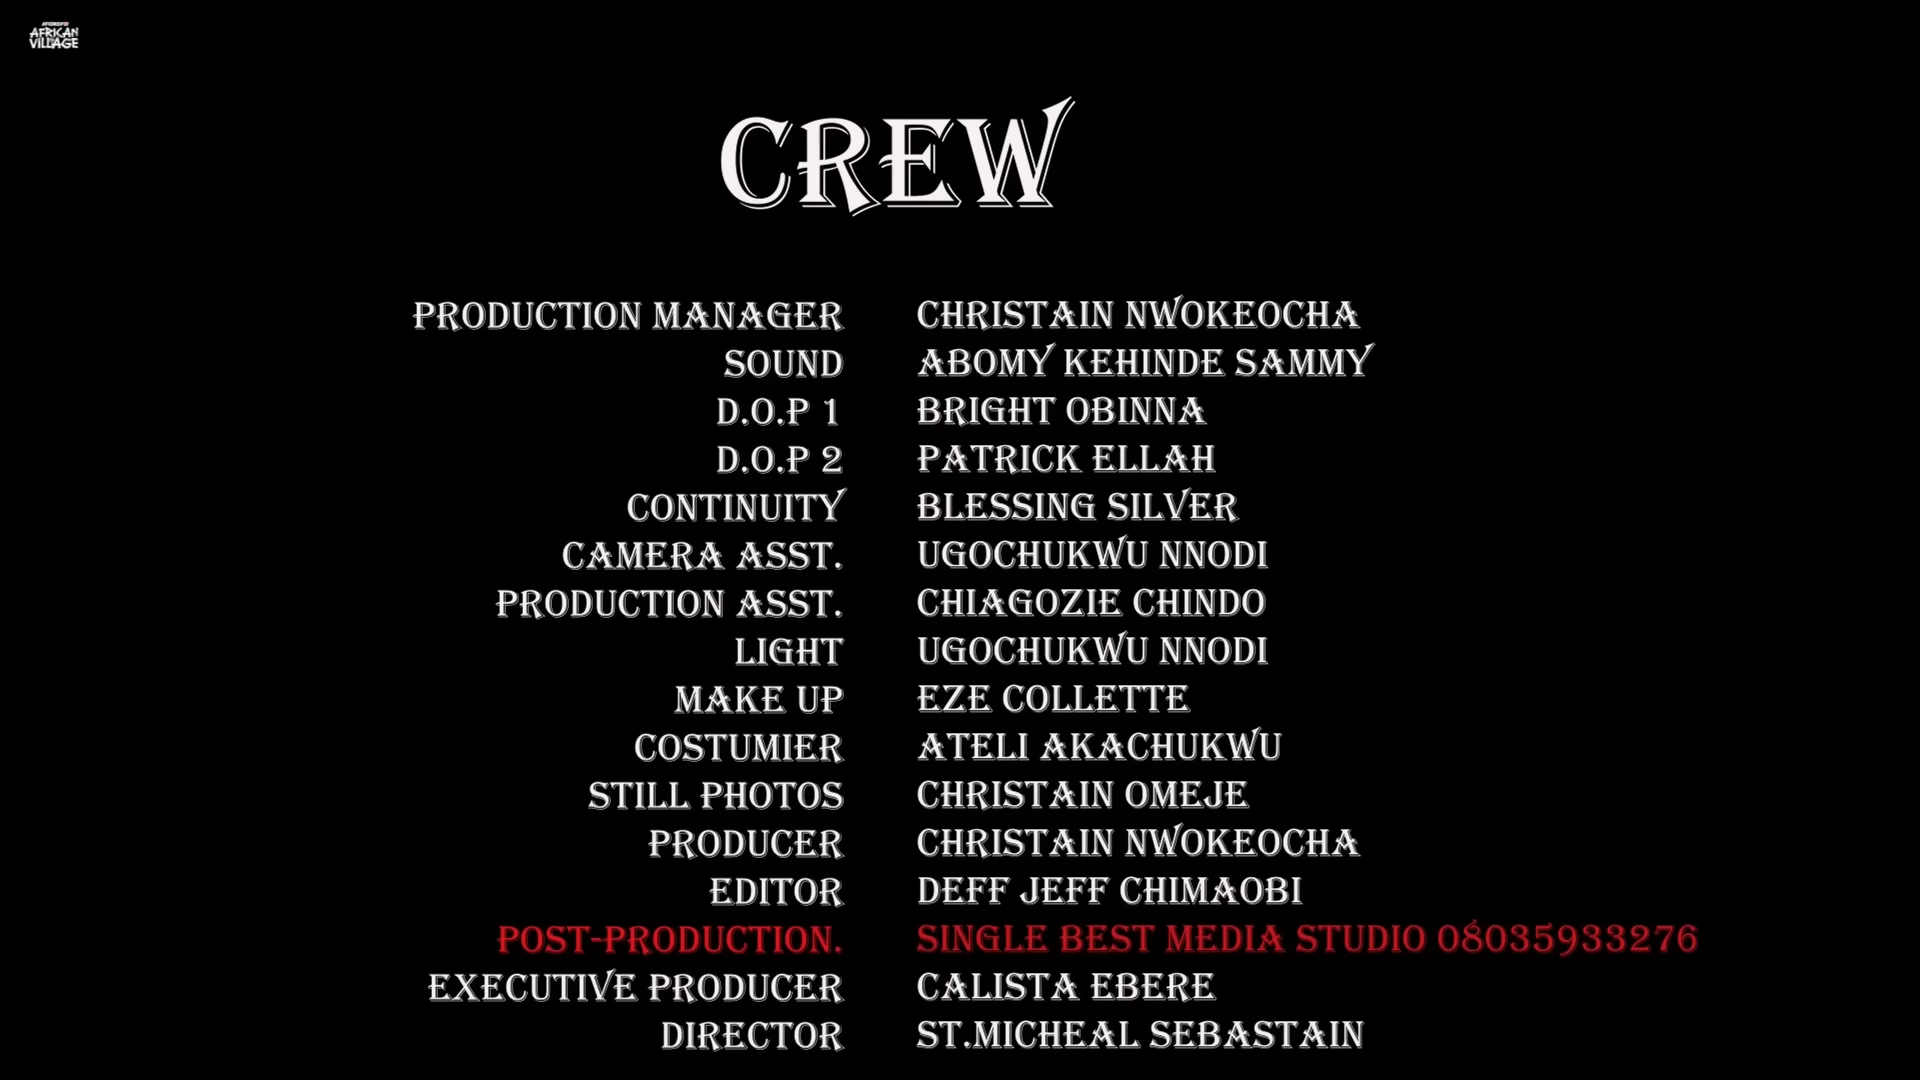 AFRICAN
VILLAGE
CREW
PRODUCTION MANAGER CHRISTAIN NWOKEOCHA
SOUND ABOMY KEHINDE SAMMY
D.O.P 1 BRIGHT OBINNA
D.O.P 2 PATRICK ELLAH
CONTINUITY BLESSING SILVER
CAMERA ASST. UGOCHUKWU NNODI
PRODUCTION ASST. CHIAGOZIE CHINDO
LIGHT UGOCHUKWU NNODI
MAKE UP EZE COLLETTE
COSTUMIER ATELI AKACHUKWU
STILL PHOTOS CHRISTAIN OMEJE
PRODUCER CHRISTAIN NWOKEOCHA
EDITOR DEFF JEFF CHIMAOBI
POST-PRODUCTION. SINGLE BEST MEDIA STUDIO 08035933276
EXECUTIVE PRODUCER CALISTA EBERE
DIRECTOR ST.MICHEAL SEBASTAIN